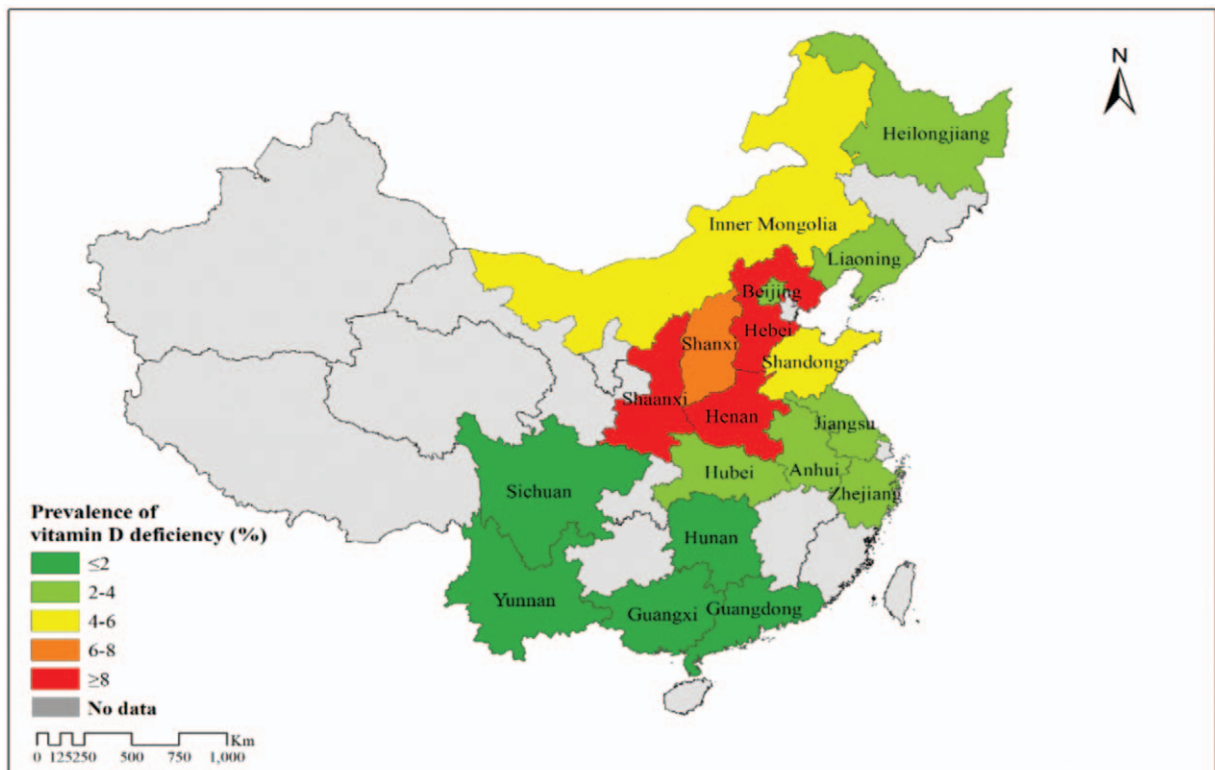 N
Heilongjiang
Inner Mongolia
Liaoning
Beijing
Hebei
Shanxi
Shandong
Shaanxi
Henan
Jiangsu
Hubei
Anhui
Zhejiang
Sichuan
Hunan
Yunnan
Guangxi
Guangdong
Prevalence of
vitamin D deficiency (%)
≤2
2-4
4-6
6-8
≥8
No data
Km
0 125250 500 750 1,000